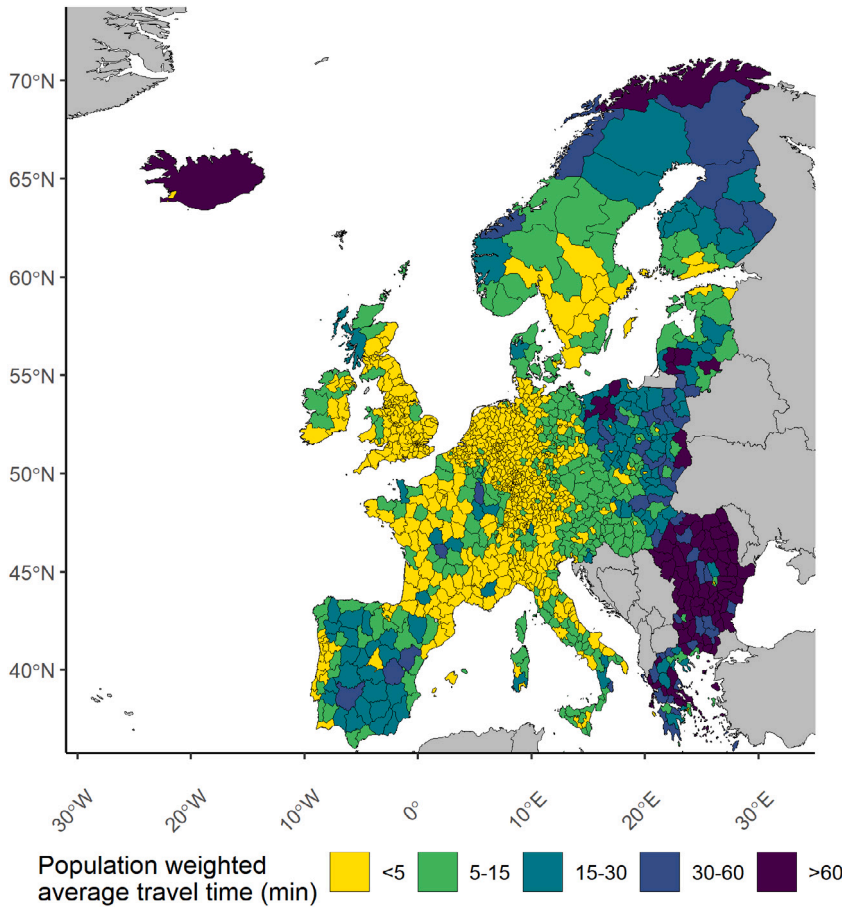 70°N
65°N
60°N
55°N
50°N
45°N
40°N
30°W
20°W
10°W
0°
10°E
20°E
30°E
Population weighted
average travel time (min)
<5
5-15
15-30
30-60
>60